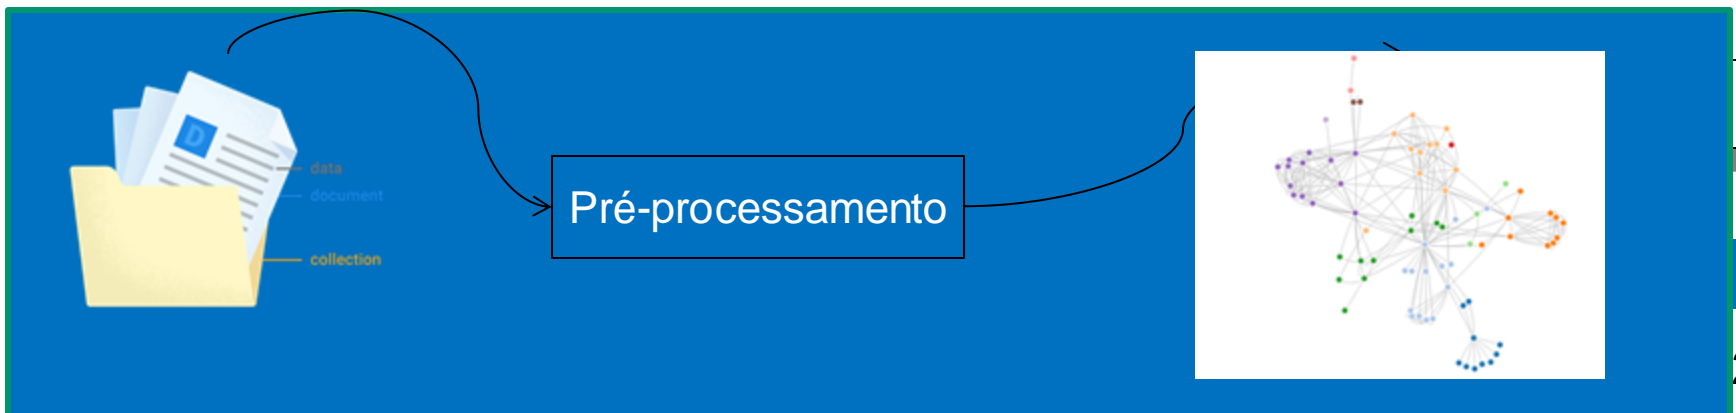 D
data
document
collection
Pré-processamento